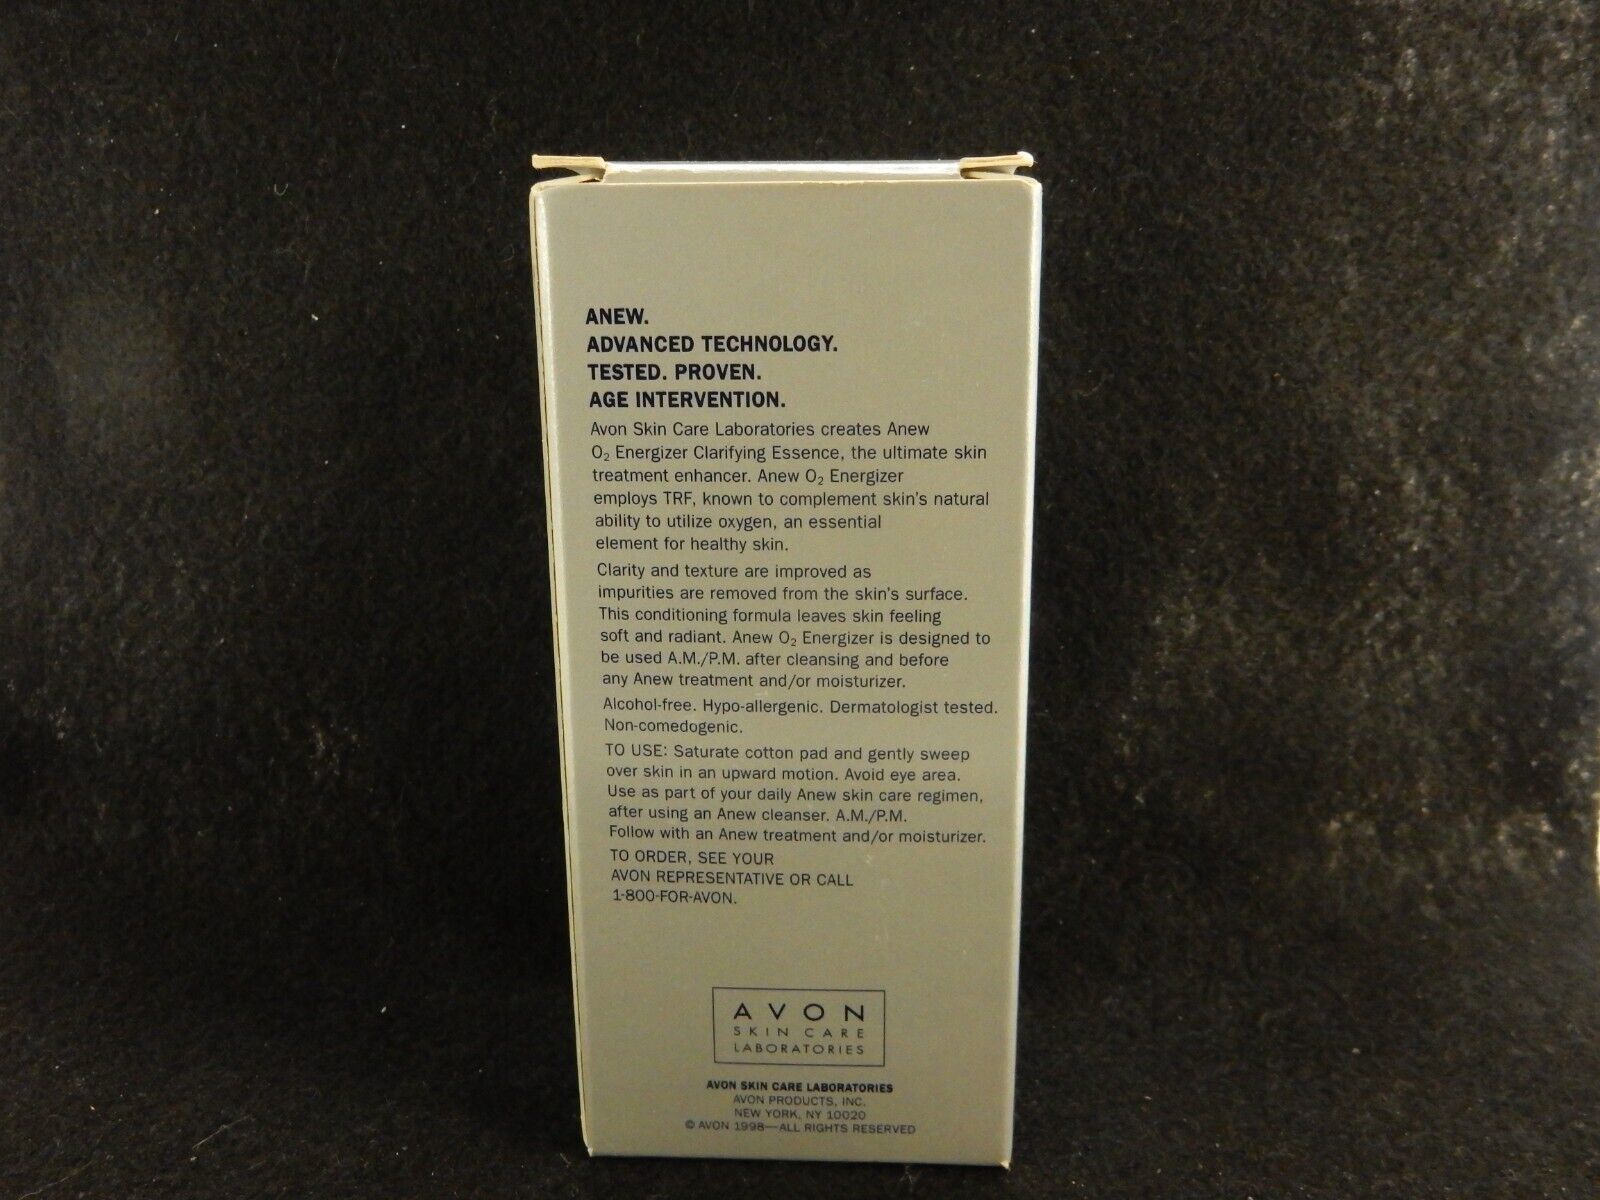 ANEW.
ADVANCED TECHNOLOGY.
TESTED. PROVEN.
AGE INTERVENTION.
Avon Skin Care Laboratories creates Anew
O₂ Energizer Clarifying Essence, the ultimate skin
treatment enhancer. Anew O₂ Energizer
employs TRF, known to complement skin's natural
ability to utilize oxygen, an essential
element for healthy skin.
Clarity and texture are improved as
impurities are removed from the skin's surface.
This conditioning formula leaves skin feeling
soft and radiant. Anew O₂ Energizer is designed to
be used A.M./P.M. after cleansing and before
any Anew treatment and/or moisturizer.
Alcohol-free. Hypo-allergenic. Dermatologist tested.
Non-comedogenic.
TO USE: Saturate cotton pad and gently sweep
over skin in an upward motion. Avoid eye area.
Use as part of your daily Anew skin care regimen,
after using an Anew cleanser. A.M./P.M.
Follow with an Anew treatment and/or moisturizer.
TO ORDER, SEE YOUR
AVON REPRESENTATIVE OR CALL
1-800-FOR-AVON.
AVON
SKIN CARE
LABORATORIES
AVON SKIN CARE LABORATORIES
AVON PRODUCTS, INC.
NEW YORK, NY 10020
© AVON 1998—ALL RIGHTS RESERVED